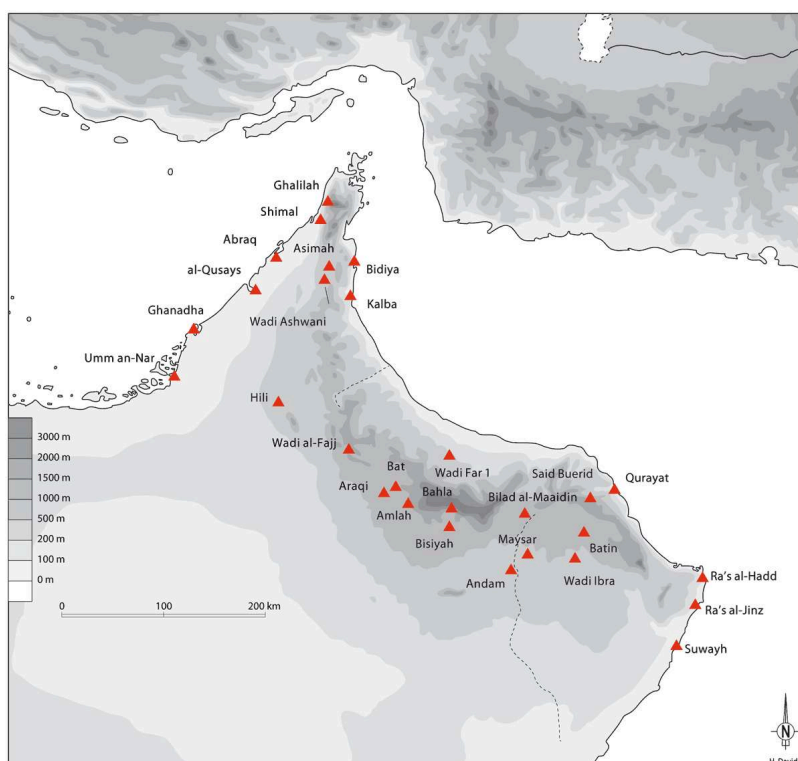 Ghalilah
Shimal
Abraq
Asimah
al-Qusays
Bidiya
Ghanadha
Kalba
Wadi Ashwani
Umm an-Nar
Hili
3000 m
2000 m
1500 m
1000 m
500 m
200 m
100 m
0 m
Wadi al-Fajj
Bat
Wadi Far 1
Said Buerid
Qurayat
Araqi
Bahla
Bilad al-Maaidin
Amlah
Bisiyah
Maysar
Batin
Andam
Wadi Ibra
Ra's al-Hadd
Ra's al-Jinz
Suwayh
0 100 200 km
N